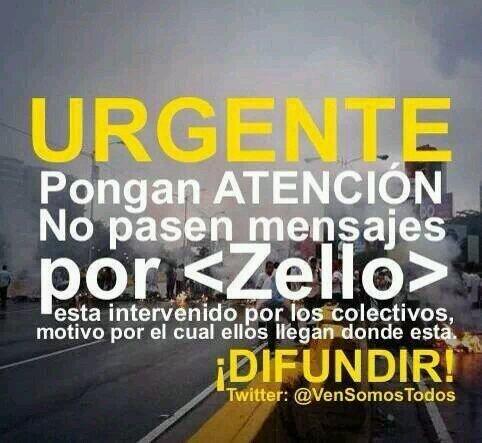 URGENTE
Pongan ATENCIÓN
No pasen mensajes
por <Zello>
esta intervenido por los colectivos,
motivo por el cual ellos llegan donde esta.
¡DIFUNDIR!
Twitter: @VenSomosTodos